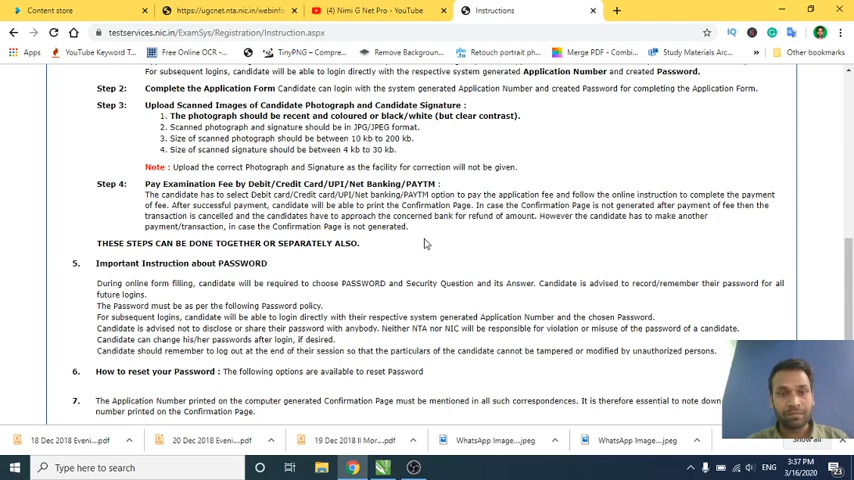 Content store
https://ugcnet.nta.nic.in/webinfo
(4) Nimi G Net Pro - YouTube
Instructions
testservices.nic.in/ExamSys/Registration/Instruction.aspx
Apps
YouTube Keyword T...
Free Online OCR -...
TinyPNG – Compre...
Remove Backgroun...
Retouch portrait ph...
Merge PDF - Combi...
Study Materials Arc...
For subsequent logins, candidate will be able to login directly with the respective system generated Application Number and created Password.
Step 2: Complete the Application Form Candidate can login with the system generated Application Number and created Password for completing the Application Form.
Step 3: Upload Scanned Images of Candidate Photograph and Candidate Signature :
1. The photograph should be recent and coloured or black/white (but clear contrast).
2. Scanned photograph and signature should be in JPG/JPEG format.
3. Size of scanned photograph should be between 10 kb to 200 kb.
4. Size of scanned signature should be between 4 kb to 30 kb.
Note : Upload the correct Photograph and Signature as the facility for correction will not be given.
Step 4: Pay Examination Fee by Debit/Credit Card/UPI/Net Banking/PAYTM :
The candidate has to select Debit card/Credit card/UPI/Net banking/PAYTM option to pay the application fee and follow the online instruction to complete the payment
of fee. After successful payment, candidate will be able to print the Confirmation Page. In case the Confirmation Page is not generated after payment of fee then the
transaction is cancelled and the candidates have to approach the concerned bank for refund of amount. However the candidate has to make another
payment/transaction, in case the Confirmation Page is not generated.
THESE STEPS CAN BE DONE TOGETHER OR SEPARATELY ALSO.
5. Important Instruction about PASSWORD
During online form filling, candidate will be required to choose PASSWORD and Security Question and its Answer. Candidate is advised to record/remember their password for all
future logins.
The Password must be as per the following Password policy.
For subsequent logins, candidate will be able to login directly with their respective system generated Application Number and the chosen Password.
Candidate is advised not to disclose or share their password with anybody. Neither NTA nor NIC will be responsible for violation or misuse of the password of a candidate.
Candidate can change his/her passwords after login, if desired.
Candidate should remember to log out at the end of their session so that the particulars of the candidate cannot be tampered or modified by unauthorized persons.
6. How to reset your Password : The following options are available to reset Password
7. The Application Number printed on the computer generated Confirmation Page must be mentioned in all such correspondences. It is therefore essential to note down
number printed on the Confirmation Page.
18 Dec 2018 Eveni....pdf
20 Dec 2018 Eveni....pdf
19 Dec 2018 II Mor....pdf
WhatsApp Image....jpeg
WhatsApp Image....jpeg
Show all
Type here to search
ENG
3:37 PM
3/16/2020
23